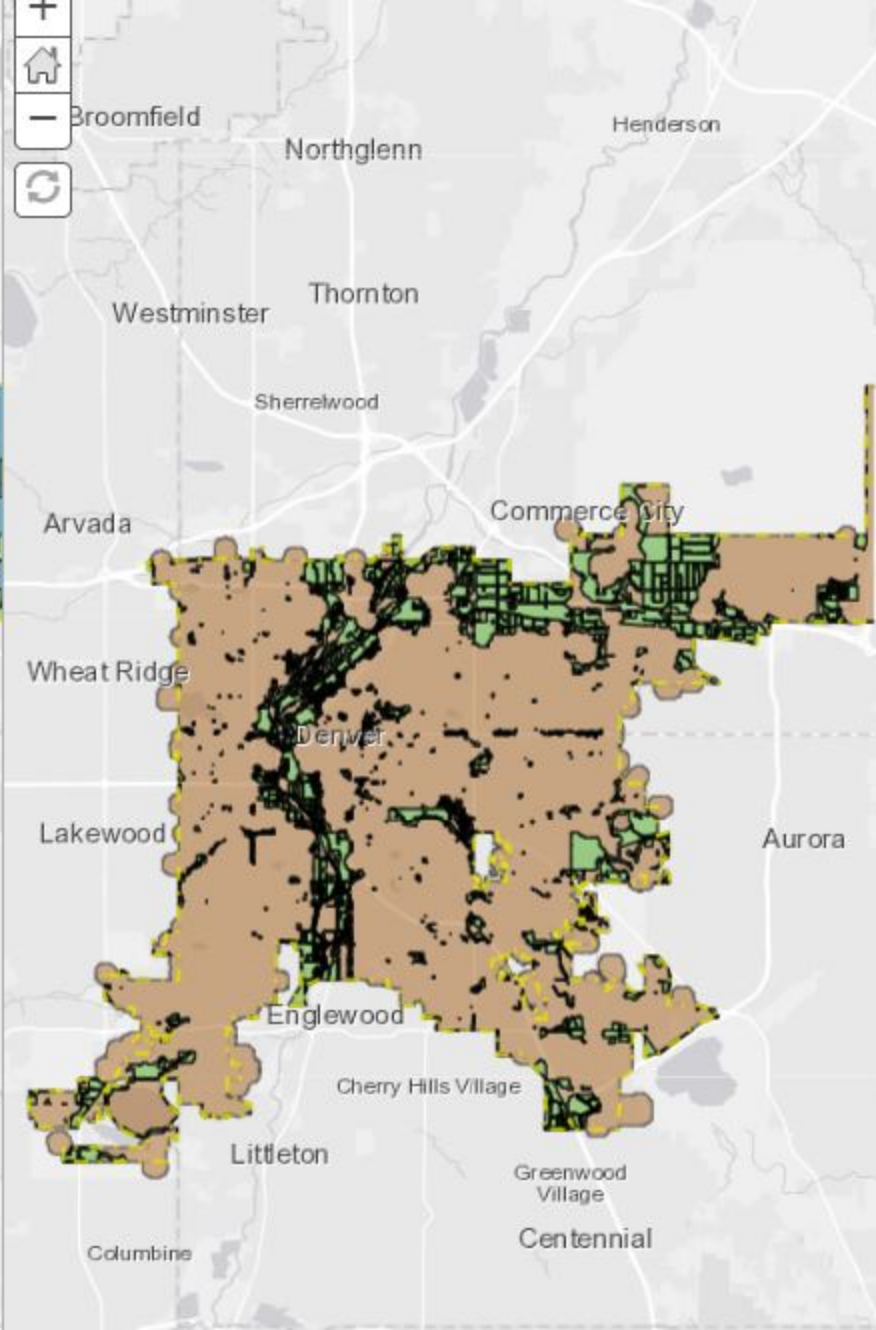 +
−
Broomfield
Henderson
Northglenn
Thornton
Westminster
Sherrelwood
Commerce City
Arvada
Wheat Ridge
Denver
Lakewood
Aurora
Englewood
Cherry Hills Village
Littleton
Greenwood
Village
Centennial
Columbine